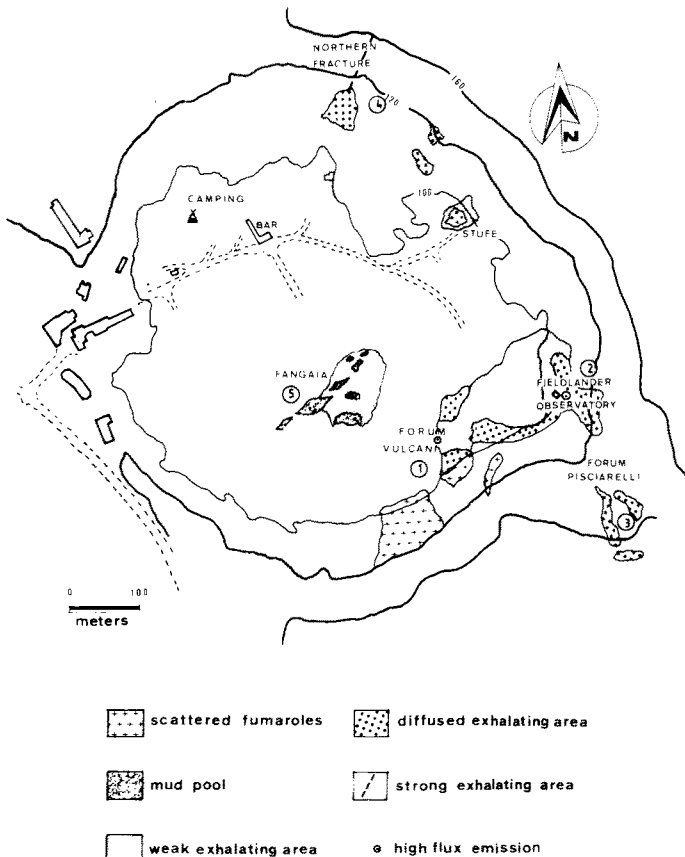 NORTHERN
FRACTURE
160
4
120
N
CAMPING
100
BAR
STUFE
FANGAIA
5
2
FIELDLANDER
OBSERVATORY
FORUM
VULCANI
1
FORUM
PISCIARELLI
3
0 100
meters
scattered fumaroles
diffused exhalating area
mud pool
strong exhalating area
weak exhalating area
high flux emission